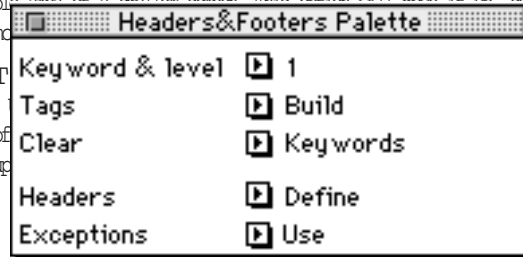 Headers&Footers Palette
Keyword & level 1
Tags Build
Clear Keywords
Headers Define
Exceptions Use